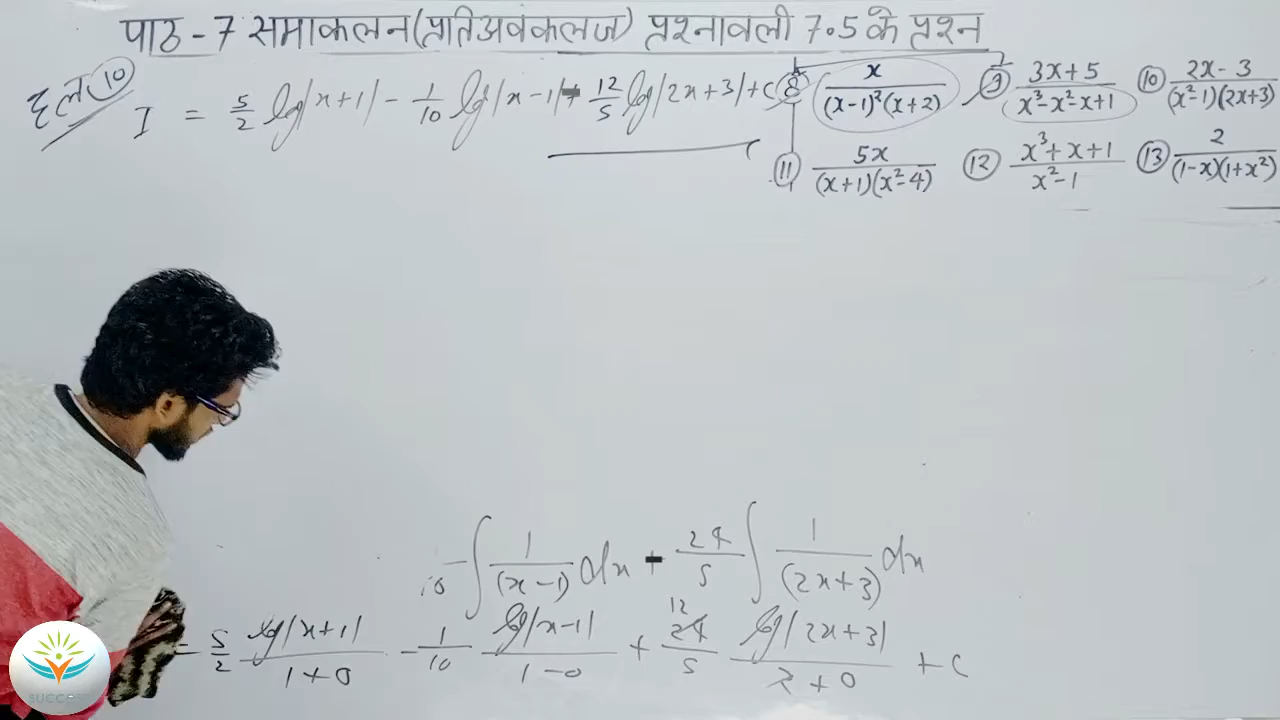 पाठ - 7 समाकलन (प्रतिअवकलज) प्रश्नावली 7.5 के प्रश्न
हल 10
I = 5/2 log|x+1| - 1/10 log|x-1| - 12/5 log|2x+3| + C
8 x/((x-1)²(x+2)) 9 (3x+5)/(x³-x²-x+1) 10 (2x-3)/((x²-1)(2x+3))
11 5x/((x+1)(x²-4)) 12 (x³+x+1)/(x²-1) 13 2/((1-x)(1+x²))
10 ∫ 1/(x-1) dx - 24/5 ∫ 1/(2x+3) dx
= 5/2 log|x+1|/(1+0) - 1/10 log|x-1|/(1-0) + 12 24/5 log|2x+3|/(2+0) + C
SUCCESS